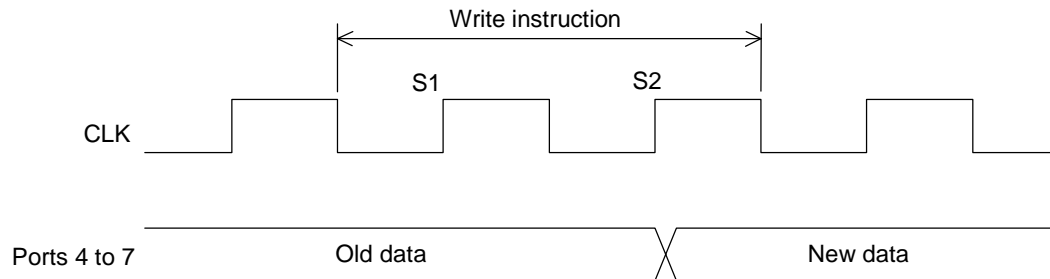 Write instruction
S1
S2
CLK
Ports 4 to 7
Old data
New data